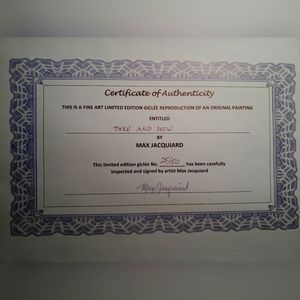 Certificate of Authenticity
THIS IS A FINE ART LIMITED EDITION GICLÉE REPRODUCTION OF AN ORIGINAL PAINTING
ENTITLED
THEN AND NOW
BY
MAX JACQUIARD
This limited edition giclée No. 25/50 has been carefully
inspected and signed by artist Max Jacquiard
Max Jacquiard